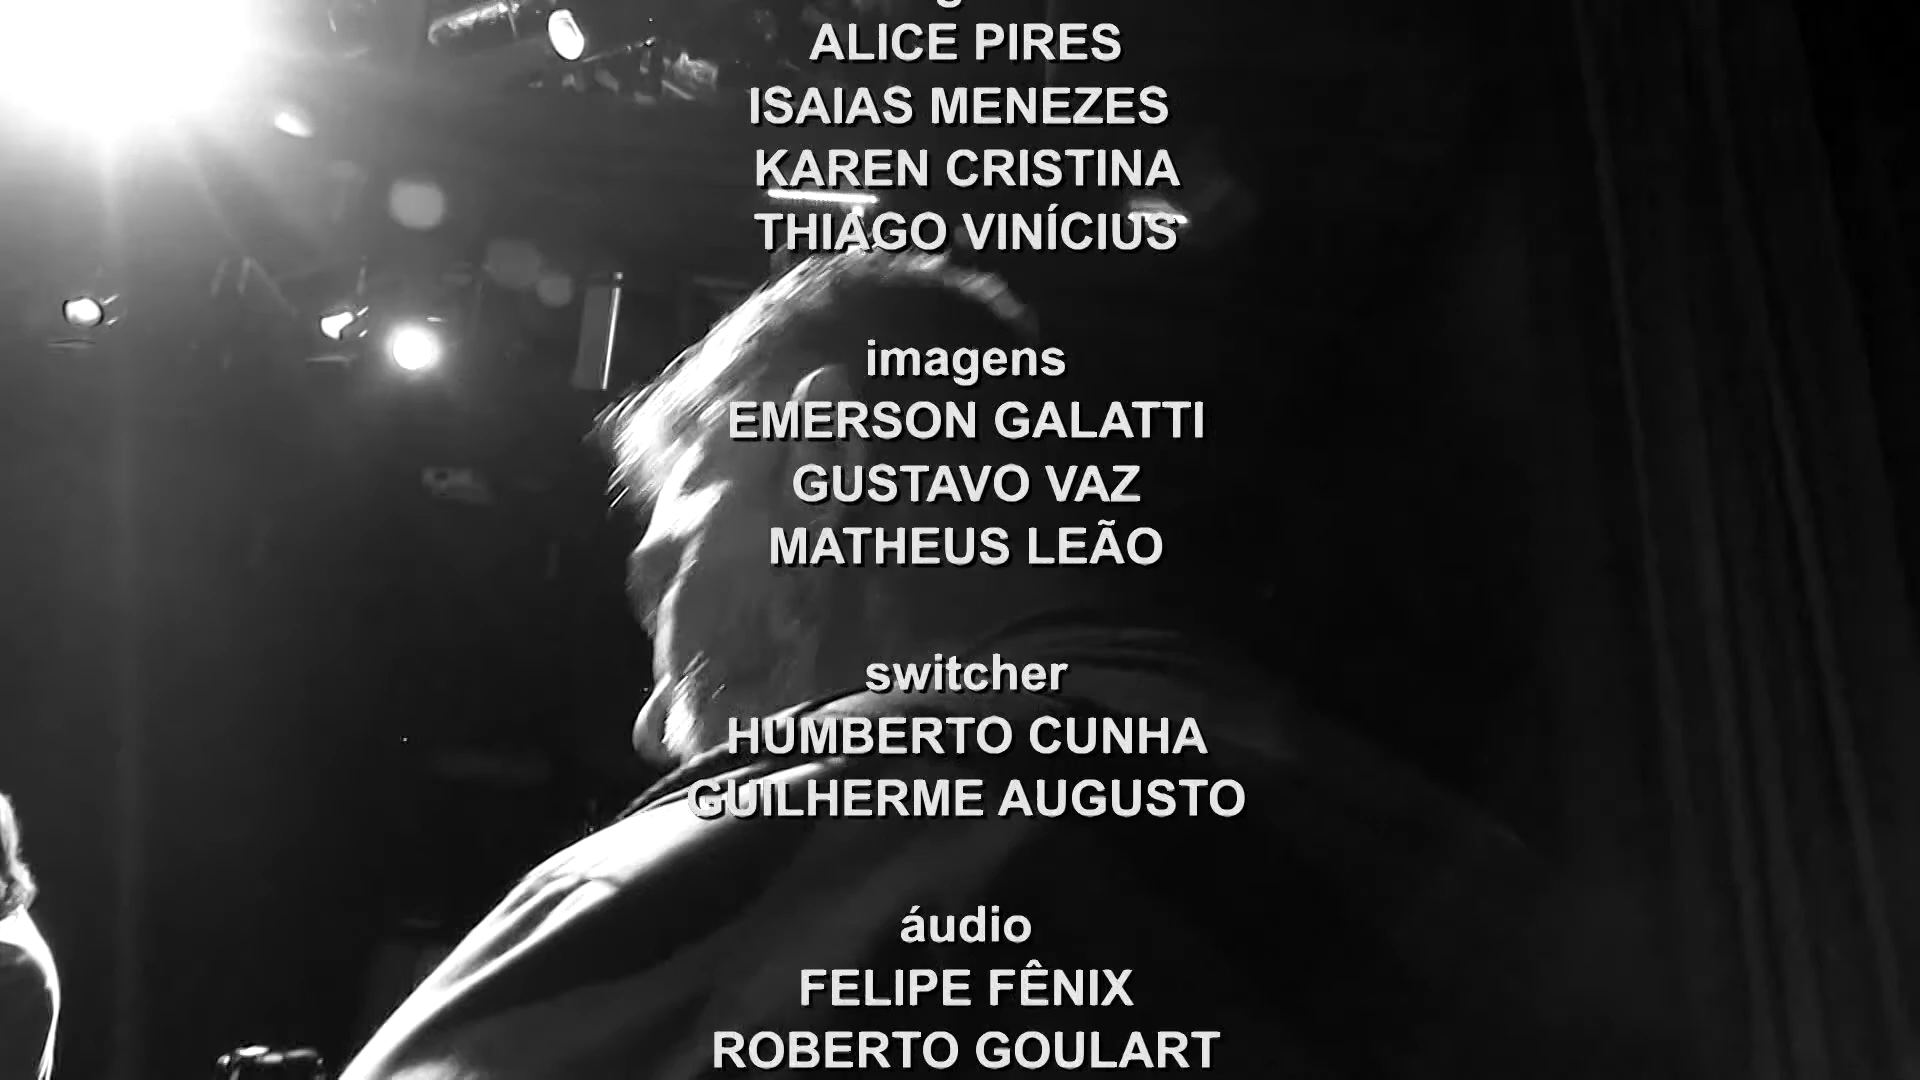 ALICE PIRES
ISAIAS MENEZES
KAREN CRISTINA
THIAGO VINÍCIUS
imagens
EMERSON GALATTI
GUSTAVO VAZ
MATHEUS LEÃO
switcher
HUMBERTO CUNHA
GUILHERME AUGUSTO
áudio
FELIPE FÊNIX
ROBERTO GOULART